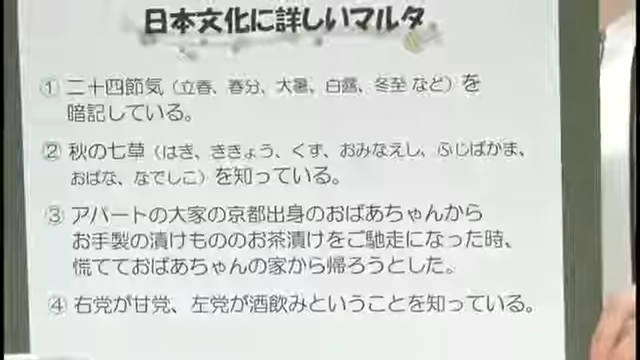 日本文化に詳しいマルタ
① 二十四節気（立春、春分、大暑、白露、冬至 など）を
暗記している。
② 秋の七草（はぎ、ききょう、くず、おみなえし、ふじばかま、
おばな、なでしこ）を知っている。
③ アパートの大家の京都出身のおばあちゃんから
お手製の漬けもののお茶漬けをご馳走になった時、
慌てておばあちゃんの家から帰ろうとした。
④ 右党が甘党、左党が酒飲みということを知っている。